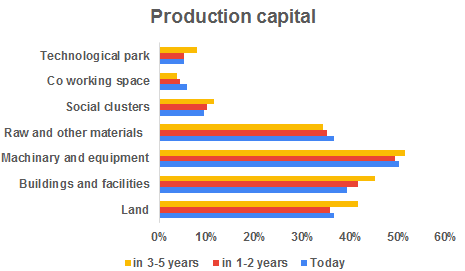 Production capital
Technological park
Co working space
Social clusters
Raw and other materials
Machinery and equipment
Buildings and facilities
Land
0% 10% 20% 30% 40% 50% 60%
in 3-5 years in 1-2 years Today